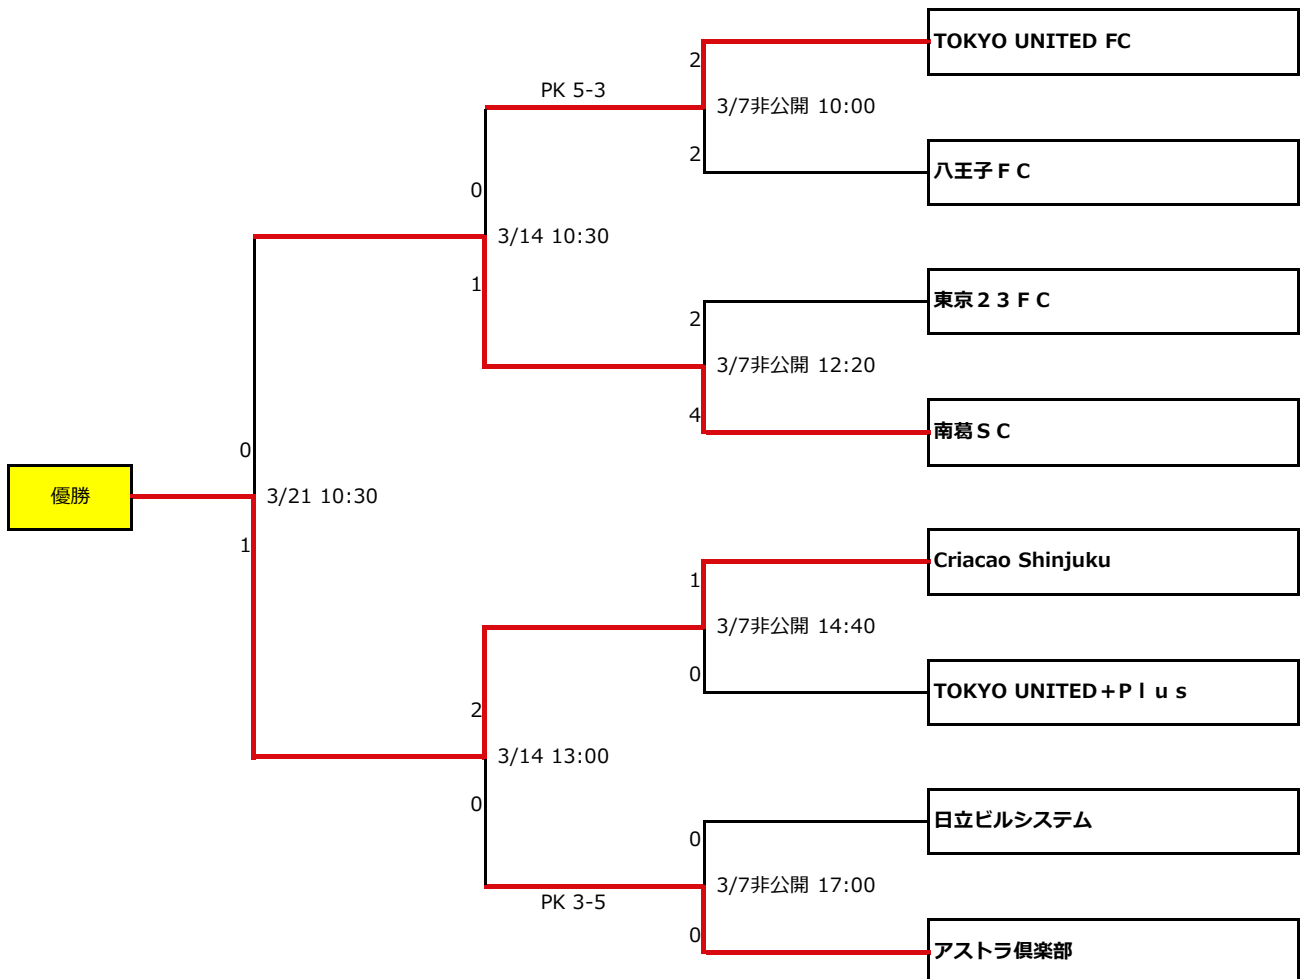 TOKYO UNITED FC
2
PK 5-3
3/7非公開 10:00
2
八王子ＦＣ
0
3/14 10:30
1
東京２３ＦＣ
2
3/7非公開 12:20
4
南葛ＳＣ
0
優勝
3/21 10:30
1
Criacao Shinjuku
1
3/7非公開 14:40
0
TOKYO UNITED＋Ｐｌｕｓ
2
3/14 13:00
0
日立ビルシステム
0
3/7非公開 17:00
PK 3-5
0
アストラ倶楽部